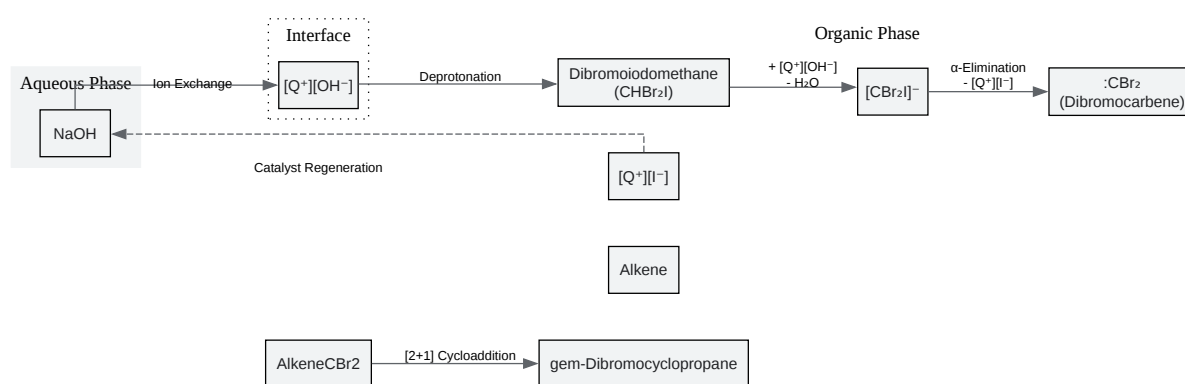 Interface
Organic Phase
Aqueous Phase
Ion Exchange
[Q⁺][OH⁻]
Deprotonation
Dibromoiodomethane
(CHBr₂I)
+ [Q⁺][OH⁻]
- H₂O
[CBr₂I]⁻
α-Elimination
- [Q⁺][I⁻]
:CBr₂
(Dibromocarbene)
NaOH
Catalyst Regeneration
[Q⁺][I⁻]
Alkene
AlkeneCBr2
[2+1] Cycloaddition
gem-Dibromocyclopropane